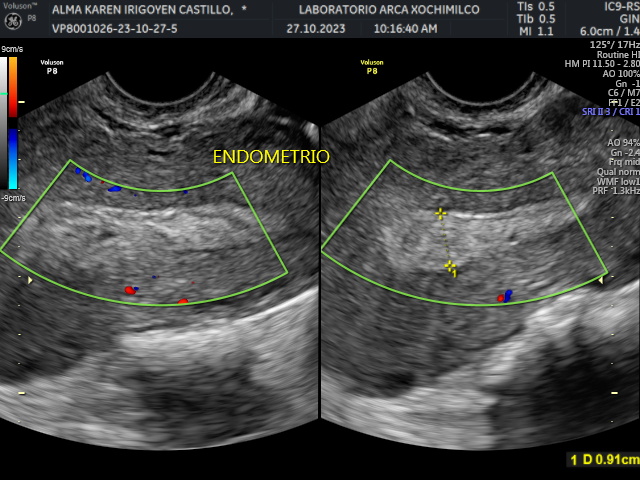 Voluson™
P8
ALMA KAREN IRIGOYEN CASTILLO, *
LABORATORIO ARCA XOCHIMILCO
VP8001026-23-10-27-5
27.10.2023
10:16:40 AM
TIs 0.5
TIb 0.5
MI 1.1
IC9-RS
GIN
6.0cm / 1.4
125°/ 17Hz
Routine HI
HM PI 11.50 - 2.80
AO 100%
Gn -1
C6 / M7
FF1 / E2
SRI II 3 / CRI 1
AO 94%
Gn -2.4
Frq mid
Qual norm
WMF low1
PRF 1.3kHz
9cm/s
-9cm/s
Voluson
P8
Voluson
P8
ENDOMETRIO
1
1 D 0.91cm